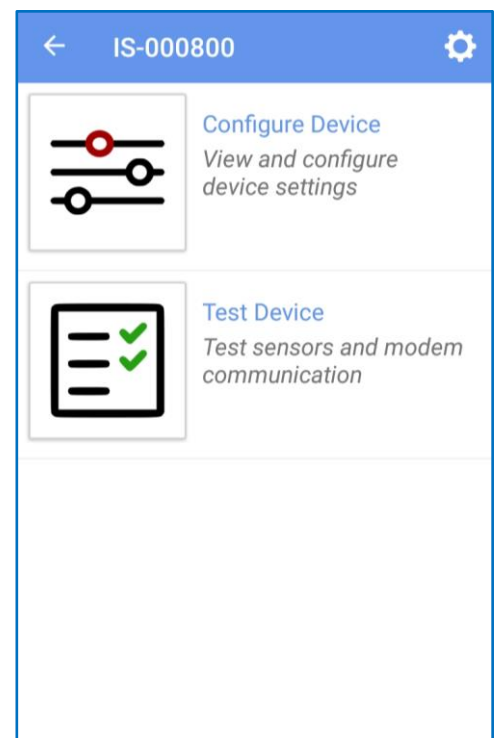 IS-000800
Configure Device
View and configure
device settings
Test Device
Test sensors and modem
communication